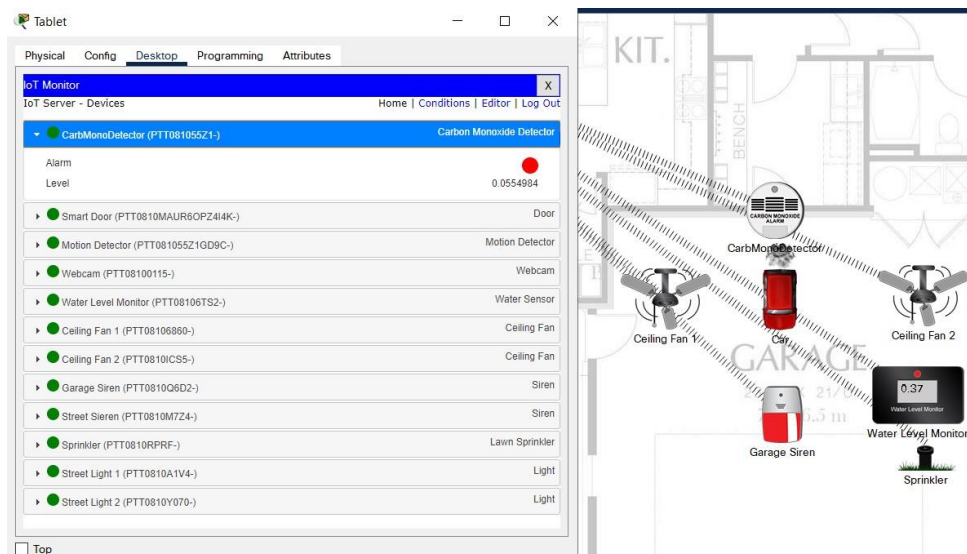 Tablet
Physical Config Desktop Programming Attributes
IoT Monitor X
IoT Server - Devices Home | Conditions | Editor | Log Out
CarbMonoDetector (PTT081055Z1-) Carbon Monoxide Detector
Alarm
Level 0.0554984
Smart Door (PTT0810MAUR6OPZ4I4K-) Door
Motion Detector (PTT081055Z1GD9C-) Motion Detector
Webcam (PTT08100115-) Webcam
Water Level Monitor (PTT08106TS2-) Water Sensor
Ceiling Fan 1 (PTT08106860-) Ceiling Fan
Ceiling Fan 2 (PTT0810ICS5-) Ceiling Fan
Garage Siren (PTT0810Q6D2-) Siren
Street Sieren (PTT0810M7Z4-) Siren
Sprinkler (PTT0810RPRF-) Lawn Sprinkler
Street Light 1 (PTT0810A1V4-) Light
Street Light 2 (PTT0810Y070-) Light
Top
KIT.
BENCH
CARBON MONOXIDE
ALARM
CarbMonoDetector
Ceiling Fan 1
Car
Ceiling Fan 2
GARAGE
21/0
6.5 m
0.37
Water Level Monitor
Water Level Monitor
Garage Siren
Sprinkler